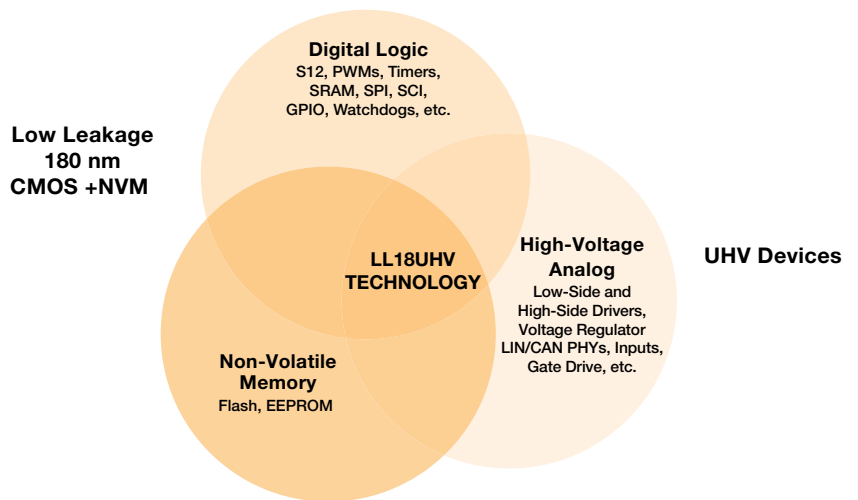 Digital Logic
S12, PWMs, Timers,
SRAM, SPI, SCI,
GPIO, Watchdogs, etc.
Low Leakage
180 nm
CMOS +NVM
High-Voltage
Analog
Low-Side and
High-Side Drivers,
Voltage Regulator
LIN/CAN PHYs, Inputs,
Gate Drive, etc.
UHV Devices
LL18UHV
TECHNOLOGY
Non-Volatile
Memory
Flash, EEPROM